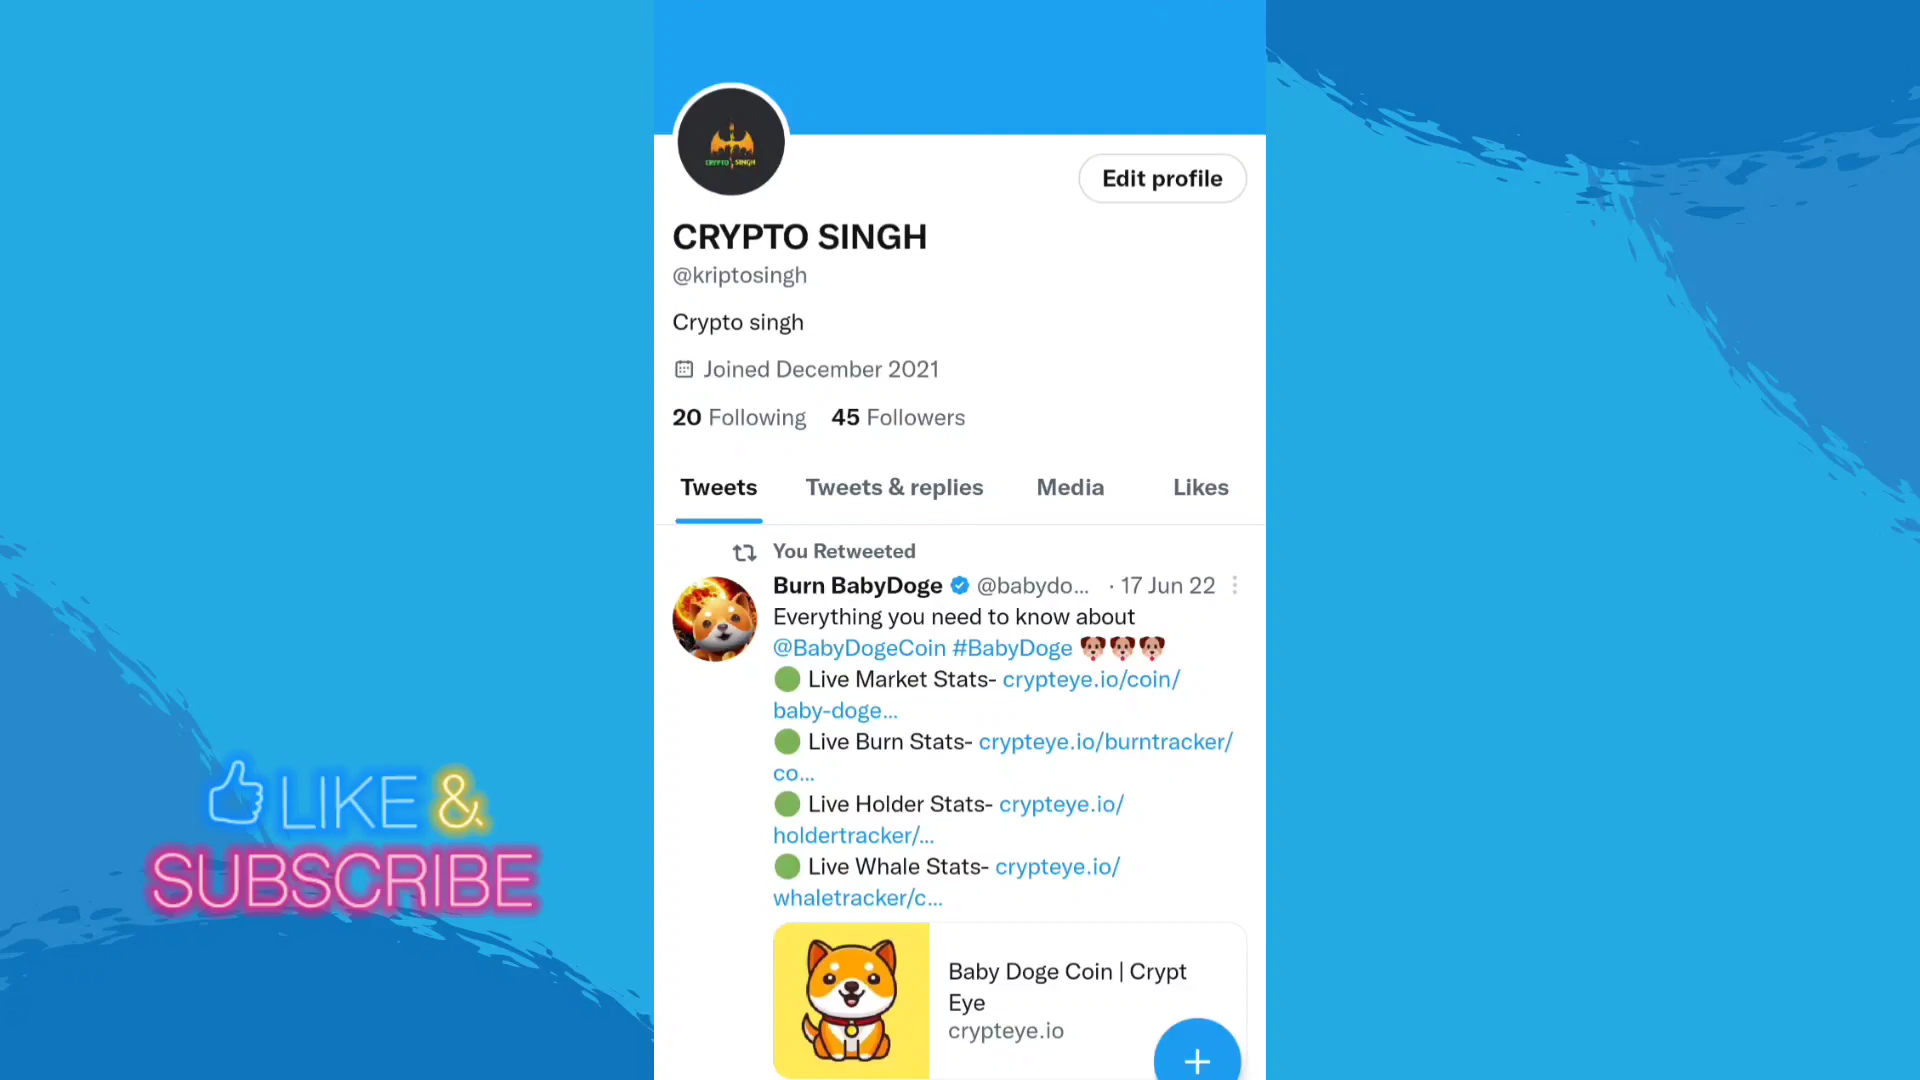 CRYPTO SINGH
Edit profile
CRYPTO SINGH
@kriptosingh
Crypto singh
Joined December 2021
20 Following 45 Followers
Tweets Tweets & replies Media Likes
You Retweeted
Burn BabyDoge @babydo... · 17 Jun 22
Everything you need to know about
@BabyDogeCoin #BabyDoge 🐶🐶🐶
🟢 Live Market Stats- crypteye.io/coin/
baby-doge...
🟢 Live Burn Stats- crypteye.io/burntracker/
co...
🟢 Live Holder Stats- crypteye.io/
holdertracker/...
🟢 Live Whale Stats- crypteye.io/
whaletracker/c...
Baby Doge Coin | Crypt
Eye
crypteye.io
LIKE &
SUBSCRIBE